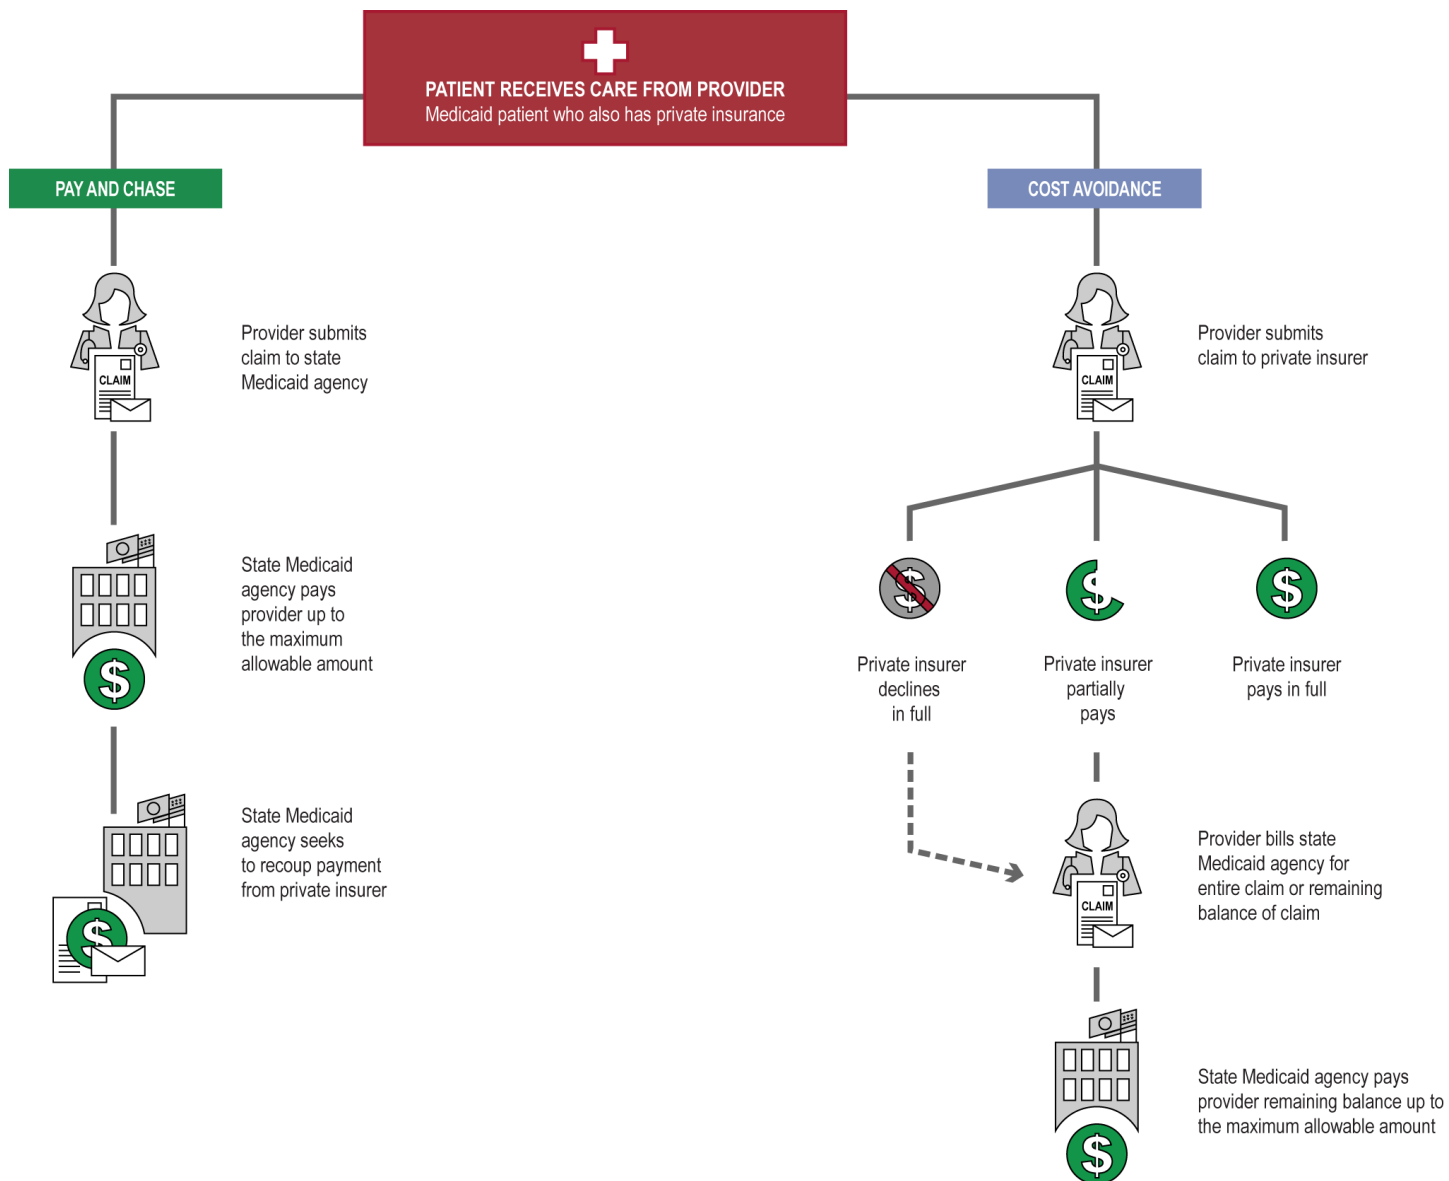 PATIENT RECEIVES CARE FROM PROVIDER
Medicaid patient who also has private insurance
PAY AND CHASE
CLAIM
Provider submits
claim to state
Medicaid agency
State Medicaid
agency pays
provider up to
the maximum
allowable amount
$
State Medicaid
agency seeks
to recoup payment
from private insurer
$
COST AVOIDANCE
CLAIM
Provider submits
claim to private insurer
$
$
$
Private insurer
declines
in full
Private insurer
partially
pays
Private insurer
pays in full
CLAIM
Provider bills state
Medicaid agency for
entire claim or remaining
balance of claim
State Medicaid agency pays
provider remaining balance up to
the maximum allowable amount
$